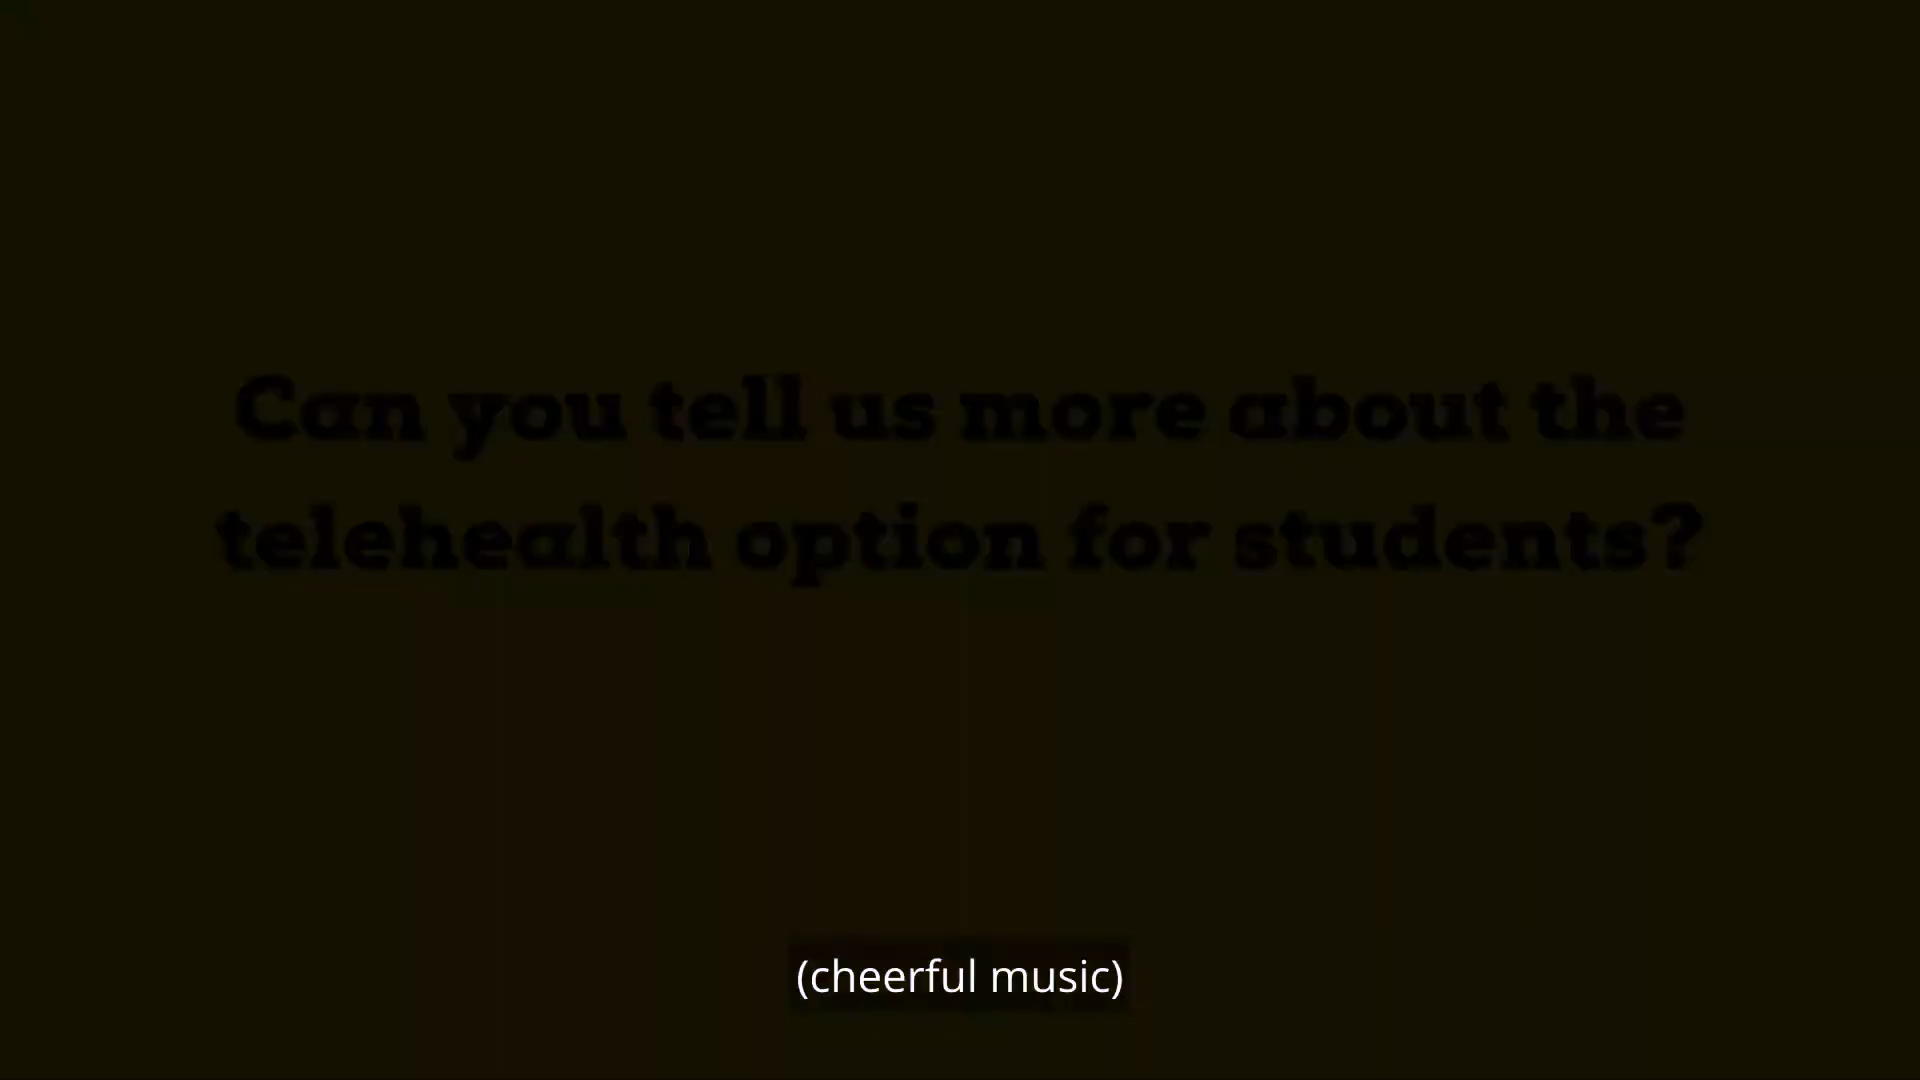 Can you tell us more about the
telehealth option for students?
(cheerful music)